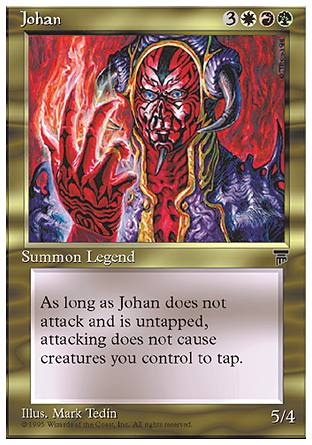 Johan 3
Summon Legend
As long as Johan does not
attack and is untapped,
attacking does not cause
creatures you control to tap.
Illus. Mark Tedin
5/4
©1995 Wizards of the Coast, Inc. All rights reserved.